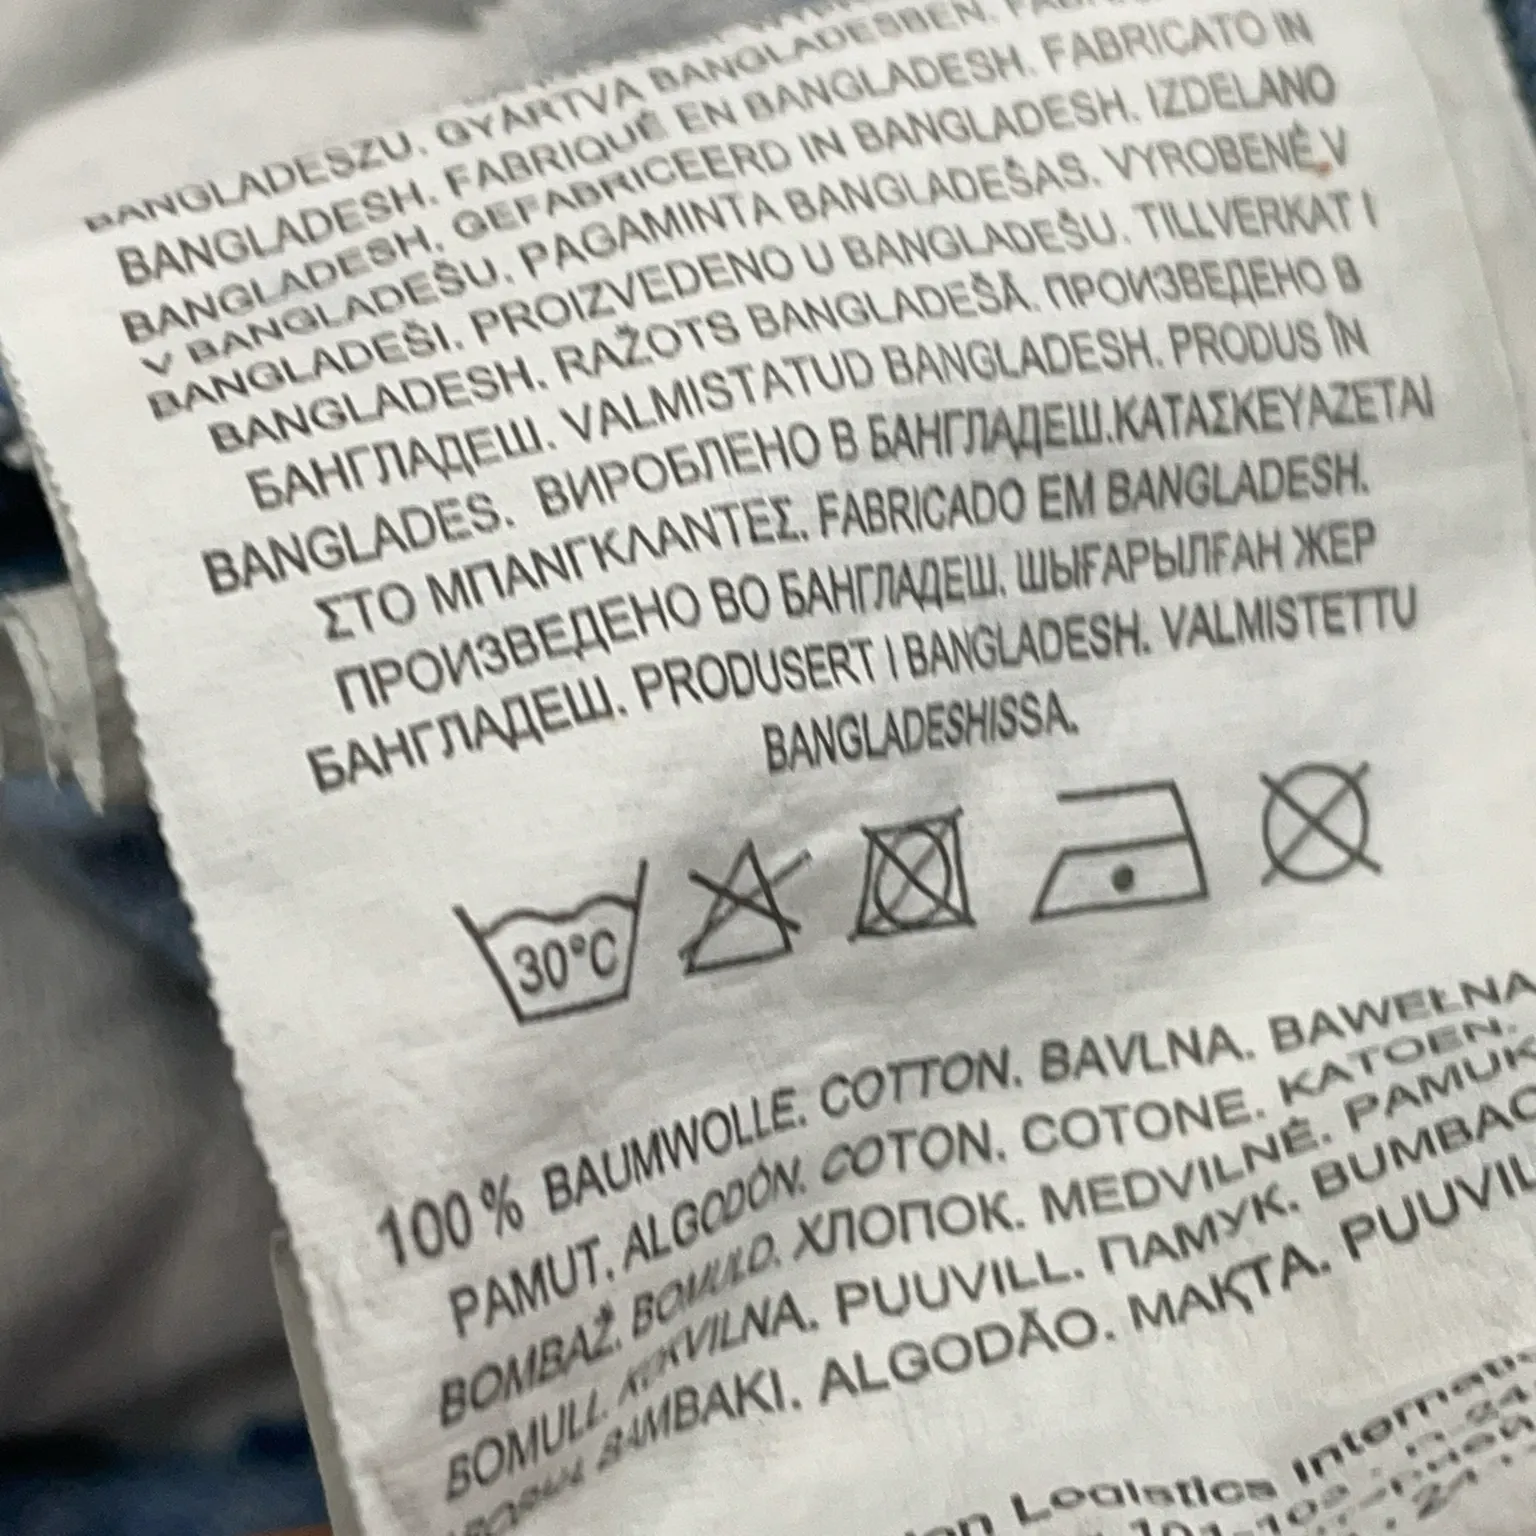 BANGLADESZU. GYÁRTVA BANGLADESBEN.
BANGLADESH. FABRIQUÉ EN BANGLADESH. FABRICATO IN
BANGLADESH. GEFABRICEERD IN BANGLADESH. IZDELANO
V BANGLADEŠU. PAGAMINTA BANGLADEŠAS. VYROBENÉ V
BANGLADEŠI. PROIZVEDENO U BANGLADEŠU. TILLVERKAT I
BANGLADESH. RAŽOTS BANGLADEŠĀ. ПРОИЗВЕДЕНО В
БАНГЛАДЕШ. VALMISTATUD BANGLADESH. PRODUS ÎN
BANGLADES. ВИРОБЛЕНО В БАНГЛАДЕШ.ΚΑΤΑΣΚΕΥΑΖΕΤΑΙ
ΣΤΟ ΜΠΑΝΓΚΛΑΝΤΕΣ. FABRICADO EM BANGLADESH.
ПРОИЗВЕДЕНО ВО БАНГЛАДЕШ. ШЫҒАРЫЛҒАН ЖЕР
БАНГЛАДЕШ. PRODUSERT I BANGLADESH. VALMISTETTU
BANGLADESHISSA.
30°C
100 % BAUMWOLLE. COTTON. BAVLNA. BAWEŁNA
PAMUT. ALGODÓN. COTON. COTONE. KATOEN.
BOMBAŽ. BOMULD. ХЛОПОК. MEDVILNĖ. PAMUK
BOMULL. KOKVILNA. PUUVILL. ПАМУК. BUMBAC
BAMBAKI. ALGODÃO. МАҚТА. PUUVIL
Logistics Internatio